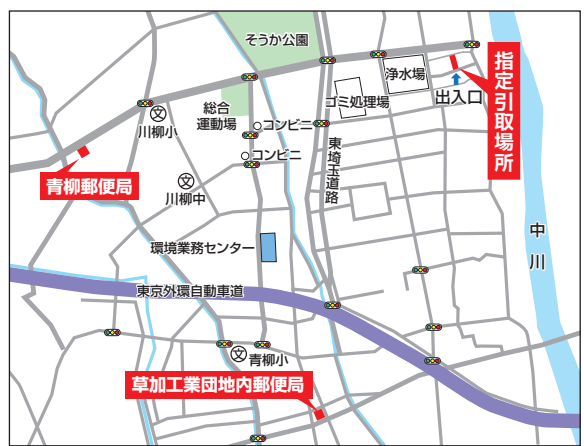 そうか公園
浄水場
指定引取場所
ゴミ処理場
出入口
総合
運動場
文
川柳小
コンビニ
コンビニ
東埼玉道路
青柳郵便局
文
川柳中
中川
環境業務センター
東京外環自動車道
文
青柳小
草加工業団地内郵便局